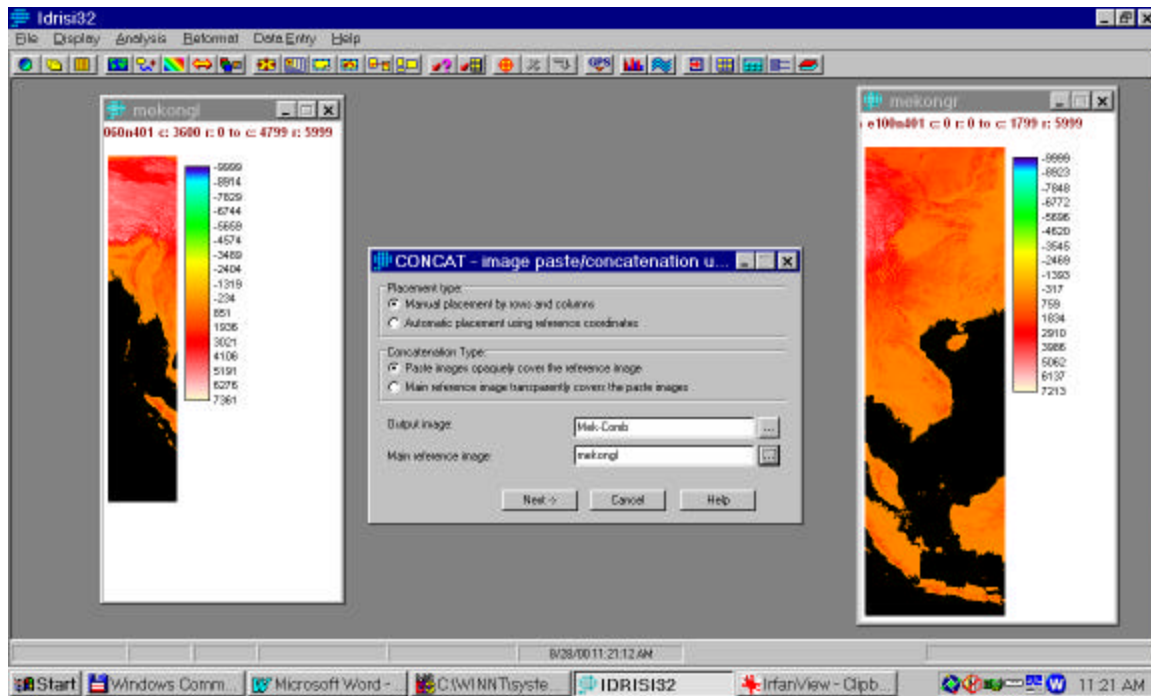 Idrisi32
File Display Analysis Reformat Data Entry Help
mekongl
060n401 c: 3600 r: 0 to c: 4799 r: 5999
-9999
-8914
-7829
-6744
-5659
-4574
-3489
-2404
-1319
-234
851
1936
3021
4106
5191
6276
7361
CONCAT - image paste/concatenation u...
Placement type:
Manual placement by rows and columns
Automatic placement using reference coordinates
Concatenation Type:
Paste images opaquely cover the reference image
Main reference image transparently covers the paste images
Output image:
Mek-Comb
...
Main reference image:
mekongl
...
Next ->
Cancel
Help
mekongr
e100n401 c: 0 r: 0 to c: 1799 r: 5999
-9999
-8923
-7848
-6772
-5696
-4620
-3545
-2469
-1393
-317
759
1834
2910
3986
5062
6137
7213
GPS
8/28/00 11:21:12 AM
Start
Windows Comm...
Microsoft Word - ...
C:\WINNT\syste...
IDRISI32
IrfanView - Clipb...
11:21 AM